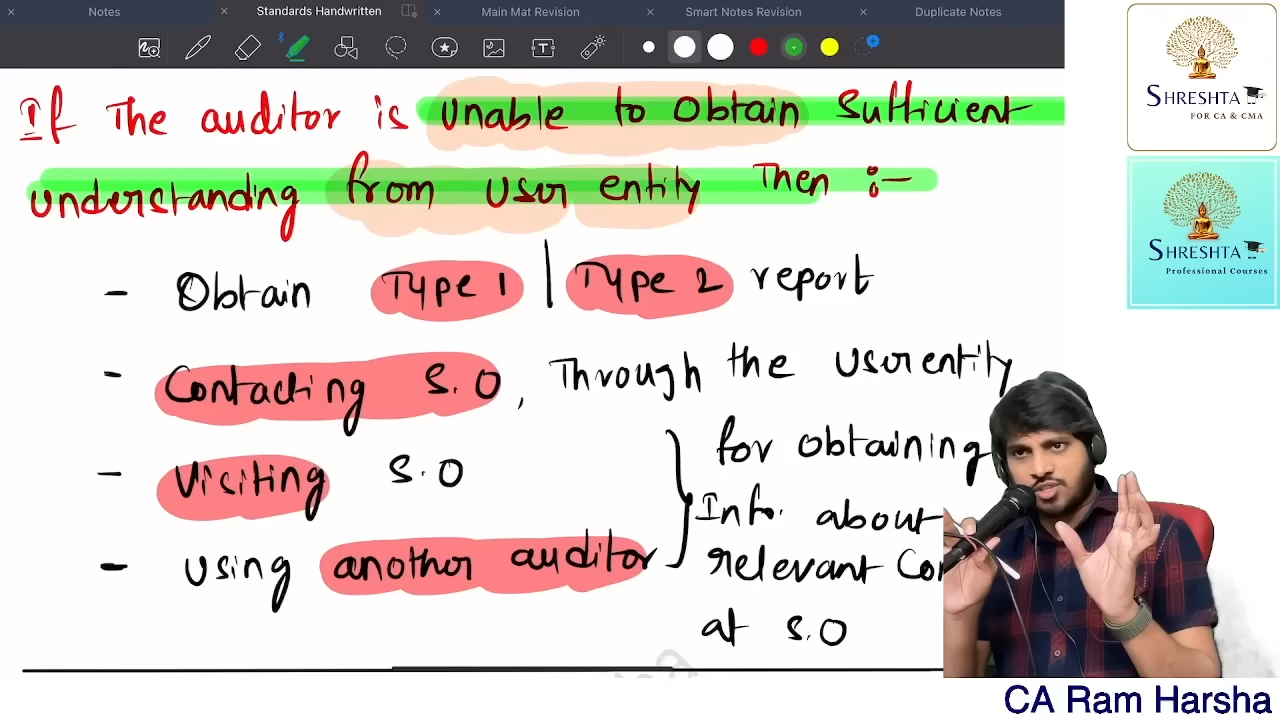 Notes
Standards Handwritten
Main Mat Revision
Smart Notes Revision
Duplicate Notes
If The auditor is unable to obtain sufficient
understanding from user entity Then :-
- Obtain Type 1 | Type 2 report
- Contacting S.O, Through the user entity
- Visiting S.O
- using another auditor
for obtaining
Info. about
relevant Con
at S.O
SHRESHTA
FOR CA & CMA
SHRESHTA
Professional Courses
CA Ram Harsha